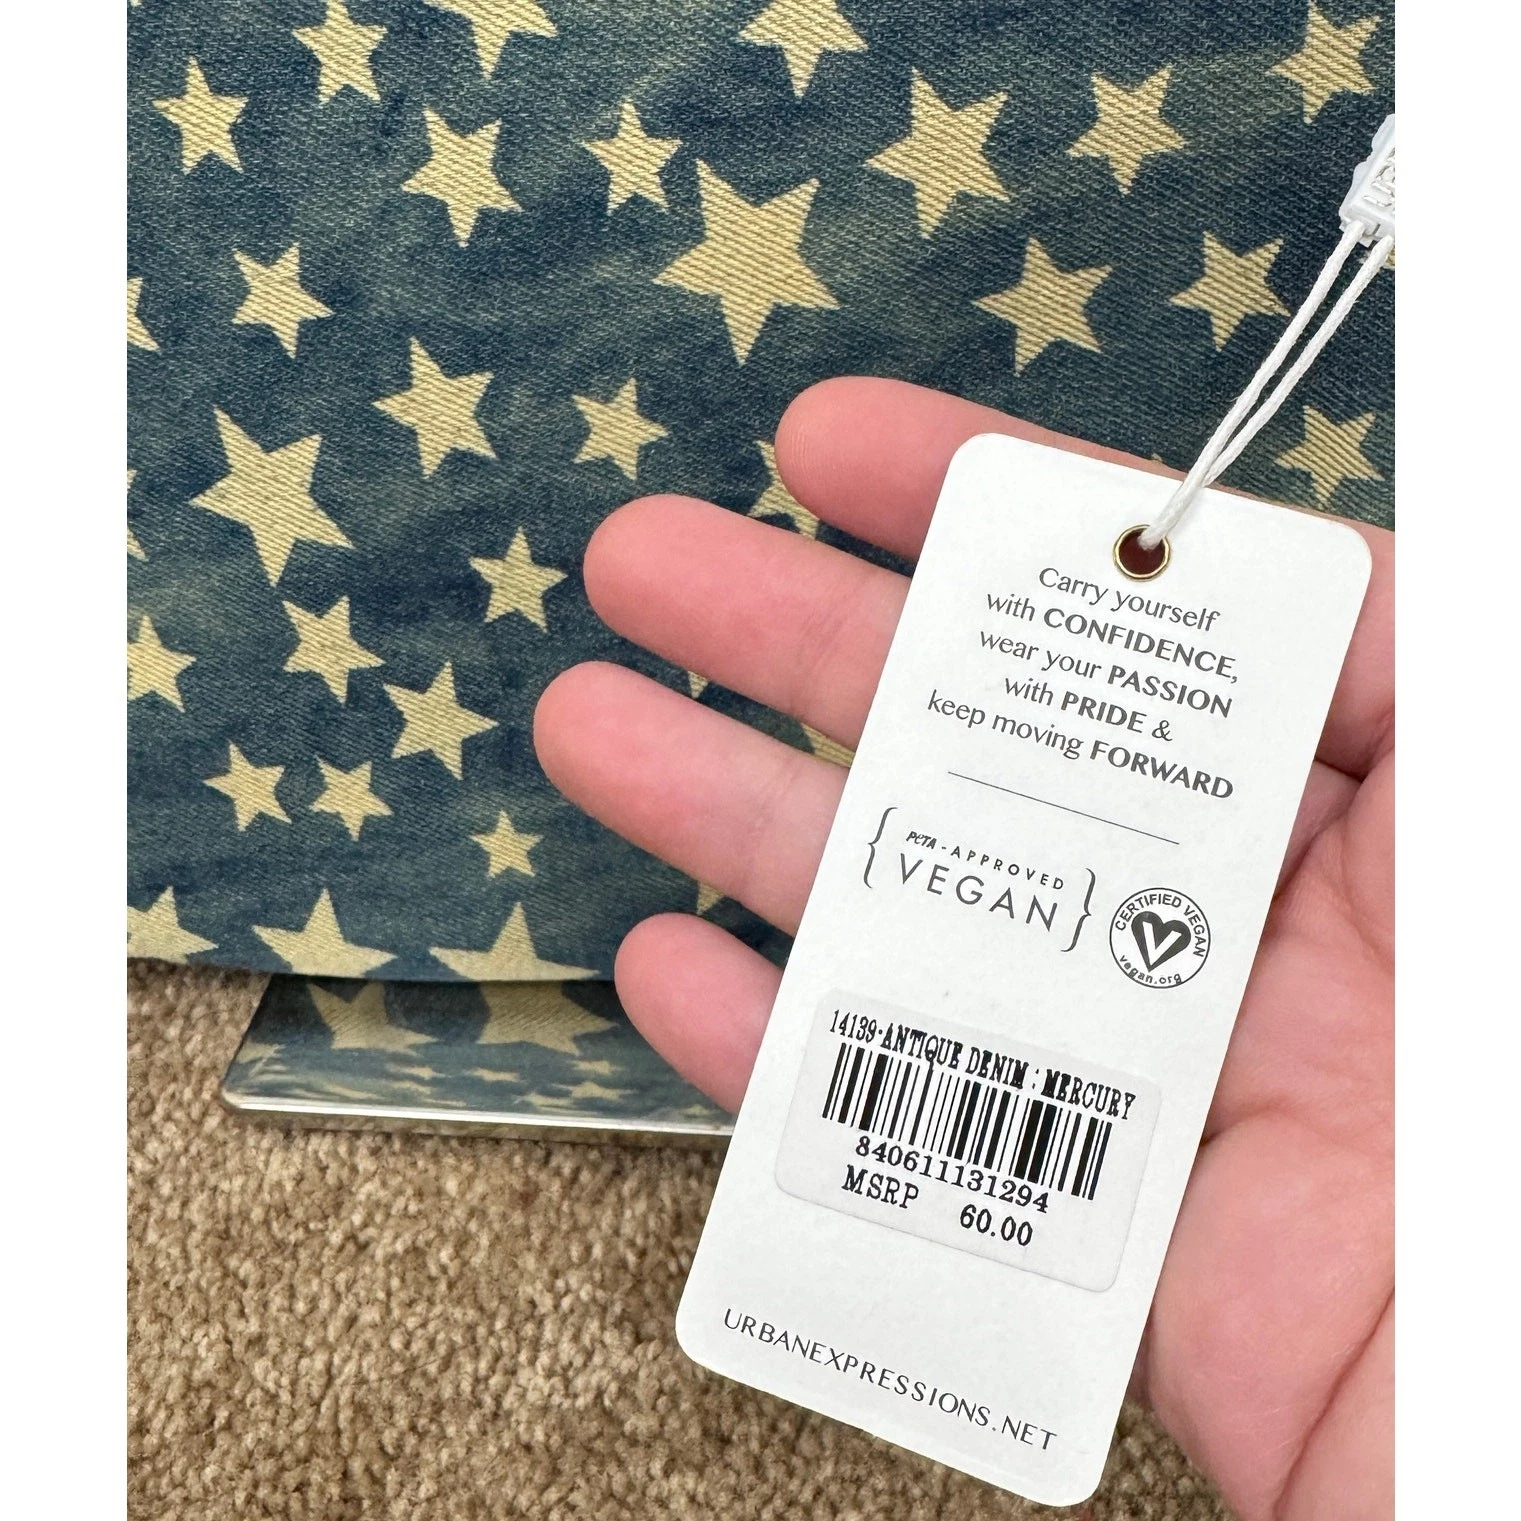 Carry yourself
with CONFIDENCE,
wear your PASSION
with PRIDE &
keep moving FORWARD
PETA-APPROVED
VEGAN
CERTIFIED VEGAN
V
vegan.org
14139-ANTIQUE DENIM : MERCURY
840611131294
MSRP 60.00
URBANEXPRESSIONS.NET